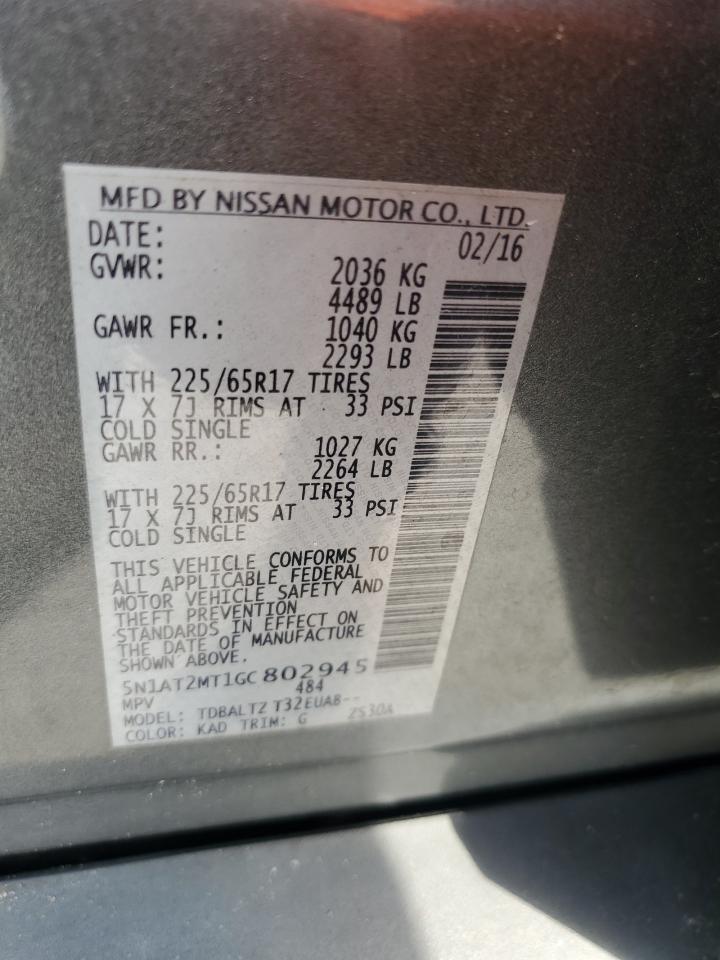 MFD BY NISSAN MOTOR CO., LTD.
DATE: 02/16
GVWR: 2036 KG
4489 LB
GAWR FR.: 1040 KG
2293 LB
WITH 225/65R17 TIRES
17 X 7J RIMS AT 33 PSI
COLD SINGLE
GAWR RR.: 1027 KG
2264 LB
WITH 225/65R17 TIRES
17 X 7J RIMS AT 33 PSI
COLD SINGLE
THIS VEHICLE CONFORMS TO
ALL APPLICABLE FEDERAL
MOTOR VEHICLE SAFETY AND
THEFT PREVENTION
STANDARDS IN EFFECT ON
THE DATE OF MANUFACTURE
SHOWN ABOVE.
5N1AT2MT1GC802945
MPV 484
MODEL: TDBALTZ T32EUA8--
COLOR: KAD TRIM: G ZS30A